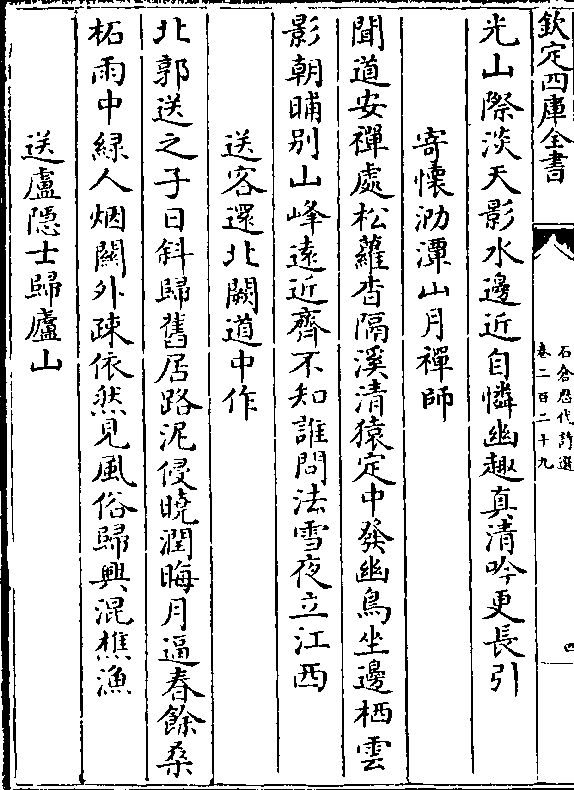 欽定四庫全書
石倉歷代詩選
卷二百二十九
四
光山際淡天影水邊近自憐幽趣真清吟更長引
寄懷泐潭山月禪師
聞道安禪處松蘿杳隔溪清猿定中發幽鳥坐邊栖雲
影朝晡別山峰遠近齊不知誰問法雪夜立江西
送客還北闕道中作
北郭送之子日斜歸舊居路泥侵曉潤晦月逼春餘桑
柘雨中綠人烟關外疎依然見風俗歸興混樵漁
送盧隱士歸廬山